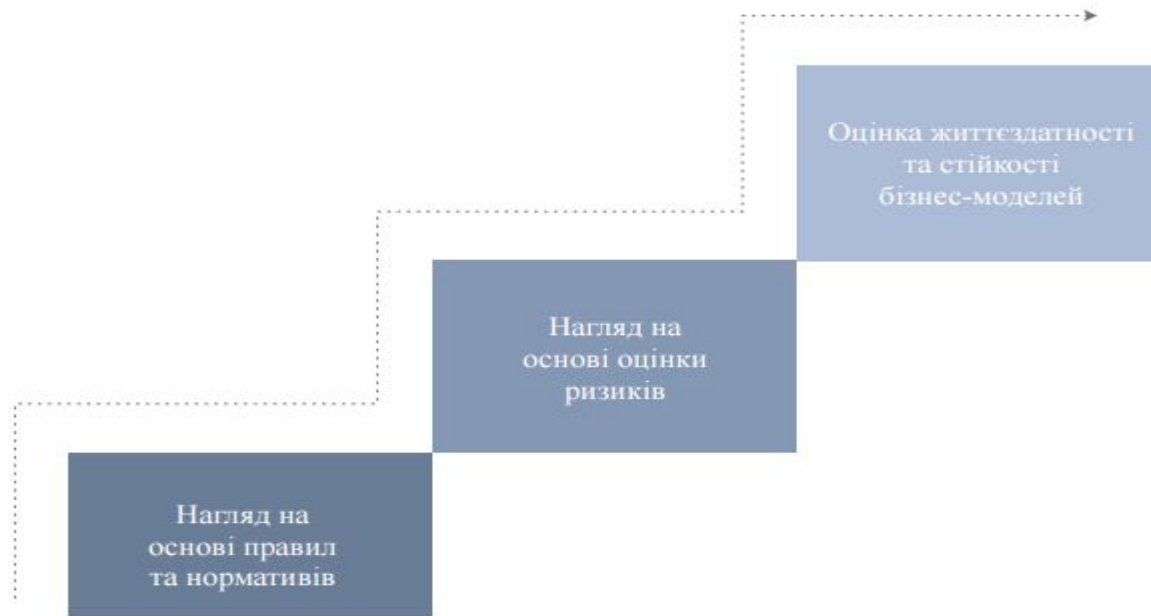 Оцінка життєздатності
та стійкості
бізнес-моделей
Нагляд на
основі оцінки
ризиків
Нагляд на
основі правил
та нормативів